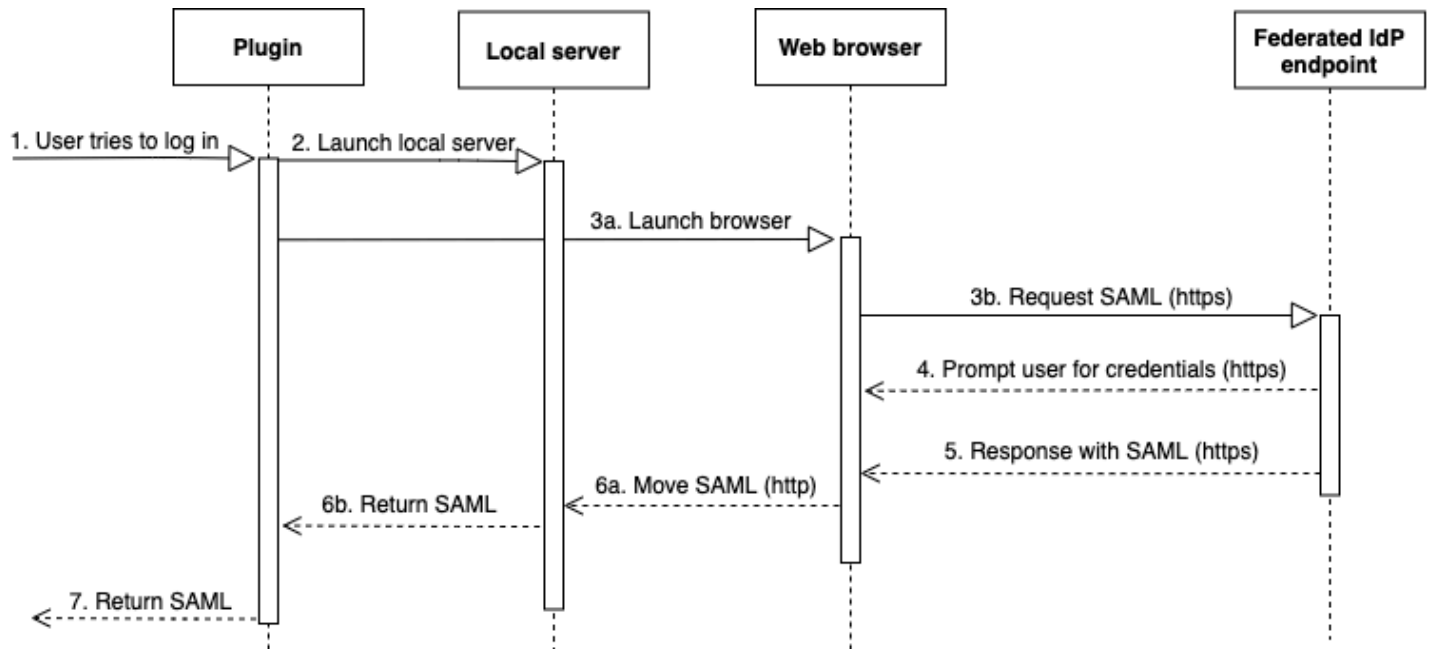 Plugin
Local server
Web browser
Federated IdP
endpoint
1. User tries to log in
2. Launch local server
3a. Launch browser
3b. Request SAML (https)
4. Prompt user for credentials (https)
5. Response with SAML (https)
6a. Move SAML (http)
6b. Return SAML
7. Return SAML